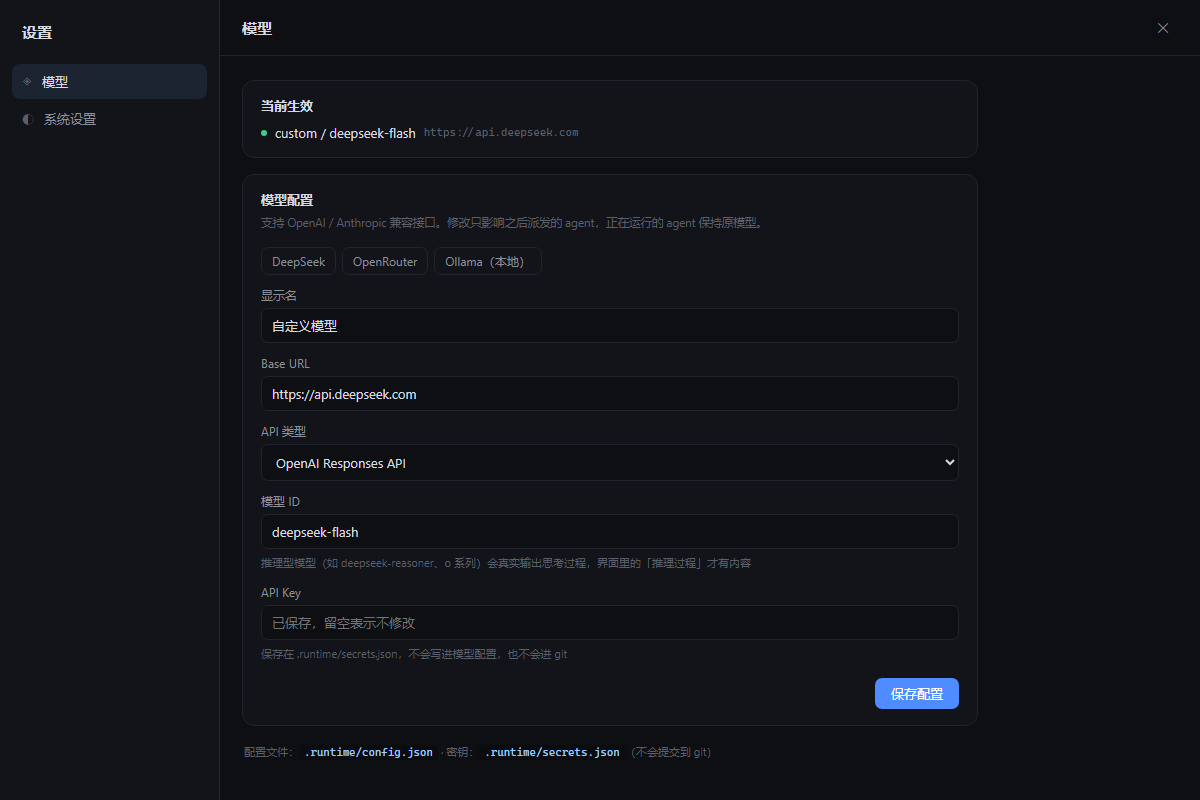 设置
模型
系统设置
模型
当前生效
custom / deepseek-flash https://api.deepseek.com
模型配置
支持 OpenAI / Anthropic 兼容接口。修改只影响之后派发的 agent，正在运行的 agent 保持原模型。
DeepSeek OpenRouter Ollama（本地）
显示名
自定义模型
Base URL
https://api.deepseek.com
API 类型
OpenAI Responses API
模型 ID
deepseek-flash
推理型模型（如 deepseek-reasoner、o 系列）会真实输出思考过程，界面里的「推理过程」才有内容
API Key
已保存，留空表示不修改
保存在 .runtime/secrets.json，不会写进模型配置，也不会进 git
保存配置
配置文件： .runtime/config.json · 密钥： .runtime/secrets.json （不会提交到 git）